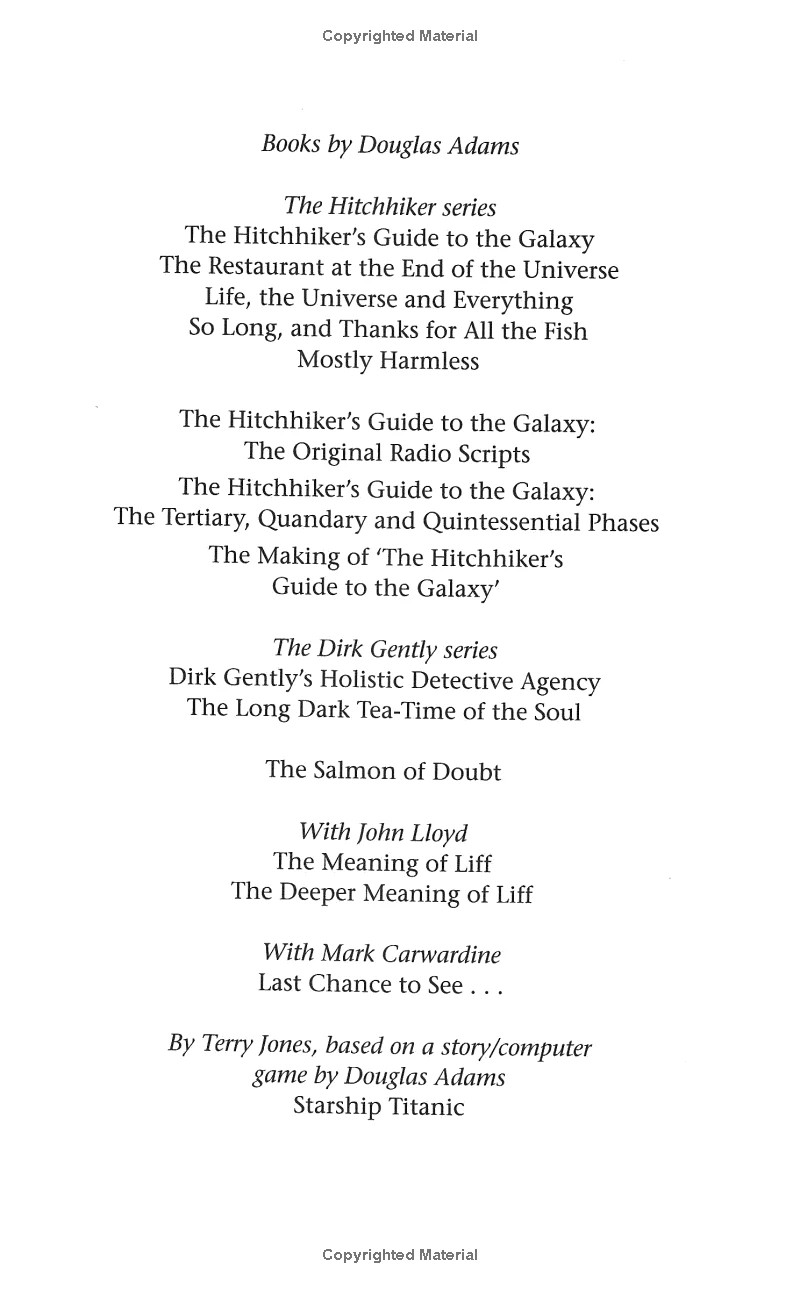 Copyrighted Material
Books by Douglas Adams
The Hitchhiker series
The Hitchhiker's Guide to the Galaxy
The Restaurant at the End of the Universe
Life, the Universe and Everything
So Long, and Thanks for All the Fish
Mostly Harmless
The Hitchhiker's Guide to the Galaxy:
The Original Radio Scripts
The Hitchhiker's Guide to the Galaxy:
The Tertiary, Quandary and Quintessential Phases
The Making of ‘The Hitchhiker’s
Guide to the Galaxy’
The Dirk Gently series
Dirk Gently’s Holistic Detective Agency
The Long Dark Tea-Time of the Soul
The Salmon of Doubt
With John Lloyd
The Meaning of Liff
The Deeper Meaning of Liff
With Mark Carwardine
Last Chance to See . . .
By Terry Jones, based on a story/computer
game by Douglas Adams
Starship Titanic
Copyrighted Material